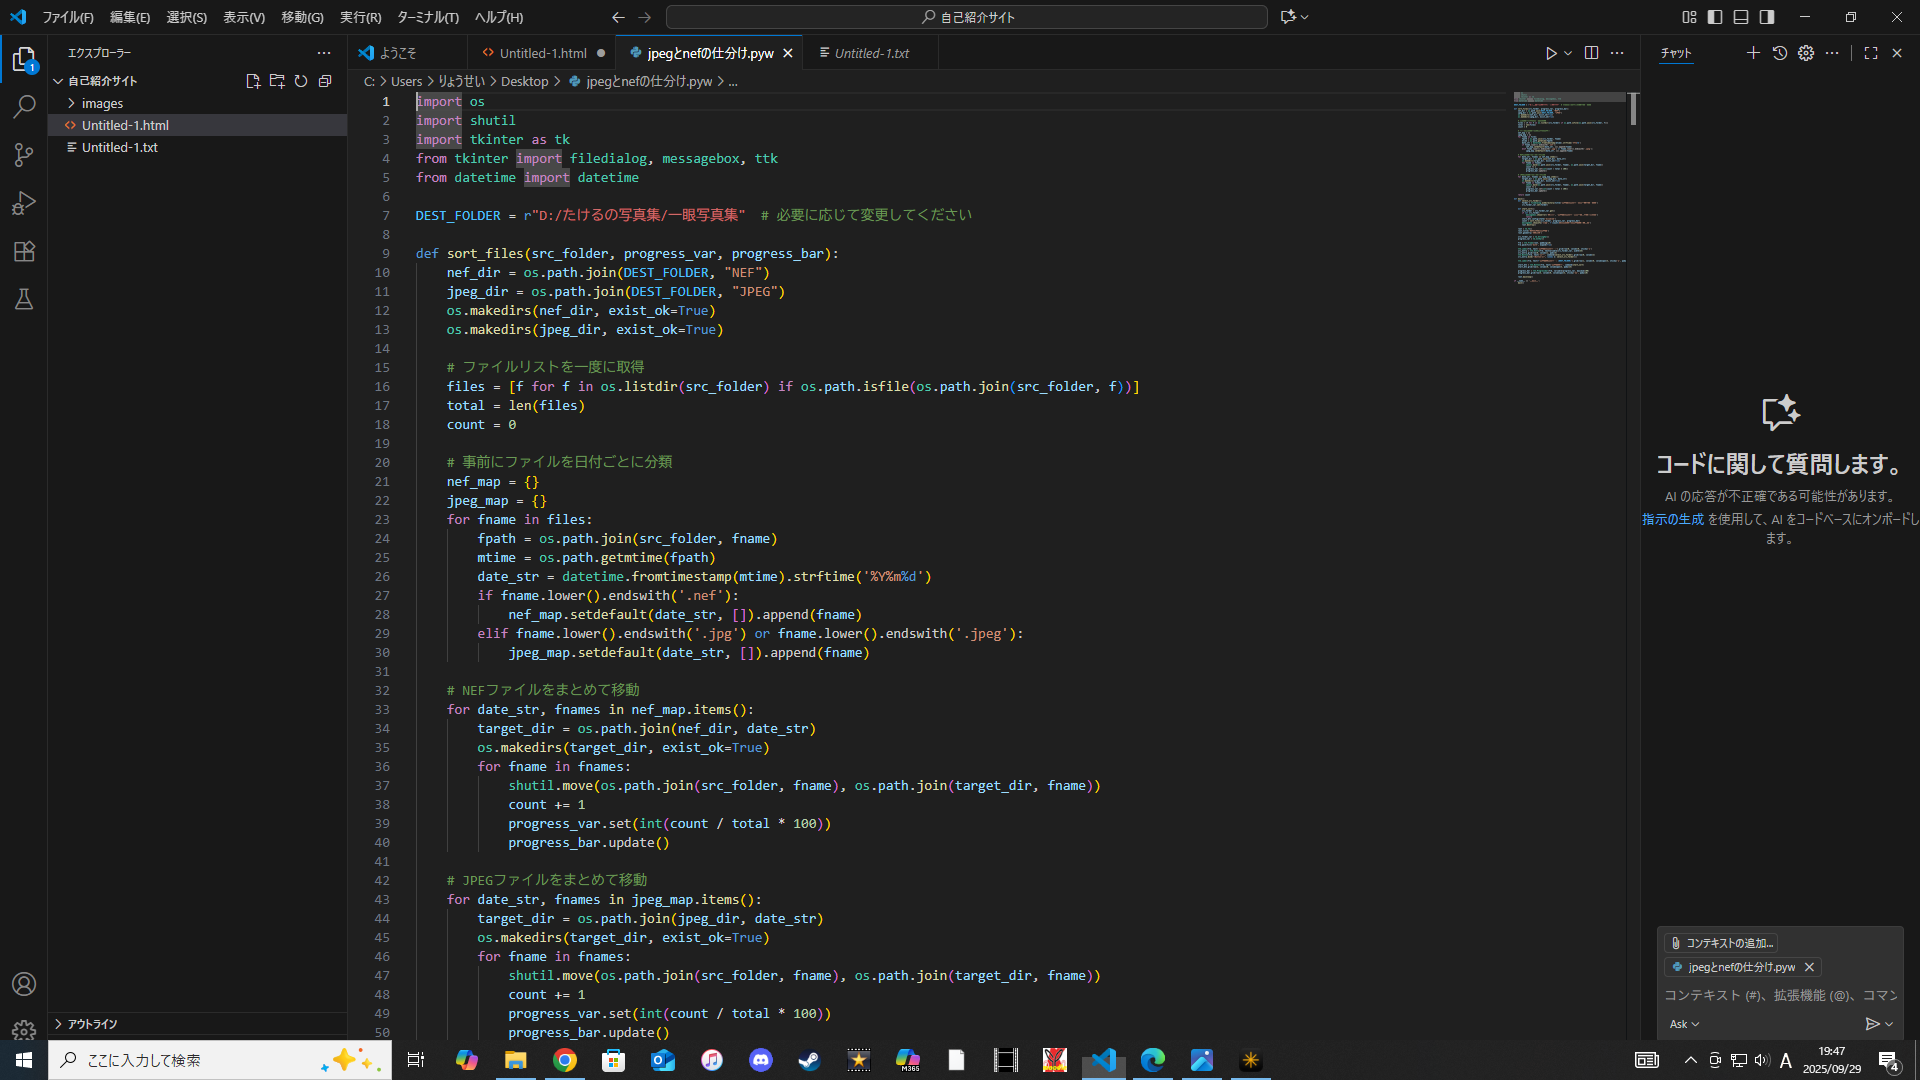 ファイル(F) 編集(E) 選択(S) 表示(V) 移動(G) 実行(R) ターミナル(T) ヘルプ(H)
自己紹介サイト
エクスプローラー
ようこそ
Untitled-1.html
jpegとnefの仕分け.pyw
Untitled-1.txt
チャット
自己紹介サイト
images
Untitled-1.html
Untitled-1.txt
C: > Users > りょうせい > Desktop > jpegとnefの仕分け.pyw > ...
1 import os
2 import shutil
3 import tkinter as tk
4 from tkinter import filedialog, messagebox, ttk
5 from datetime import datetime
6
7 DEST_FOLDER = r"D:/たけるの写真集/一眼写真集"  # 必要に応じて変更してください
8
9 def sort_files(src_folder, progress_var, progress_bar):
10     nef_dir = os.path.join(DEST_FOLDER, "NEF")
11     jpeg_dir = os.path.join(DEST_FOLDER, "JPEG")
12     os.makedirs(nef_dir, exist_ok=True)
13     os.makedirs(jpeg_dir, exist_ok=True)
14
15     # ファイルリストを一度に取得
16     files = [f for f in os.listdir(src_folder) if os.path.isfile(os.path.join(src_folder, f))]
17     total = len(files)
18     count = 0
19
20     # 事前にファイルを日付ごとに分類
21     nef_map = {}
22     jpeg_map = {}
23     for fname in files:
24         fpath = os.path.join(src_folder, fname)
25         mtime = os.path.getmtime(fpath)
26         date_str = datetime.fromtimestamp(mtime).strftime('%Y%m%d')
27         if fname.lower().endswith('.nef'):
28             nef_map.setdefault(date_str, []).append(fname)
29         elif fname.lower().endswith('.jpg') or fname.lower().endswith('.jpeg'):
30             jpeg_map.setdefault(date_str, []).append(fname)
31
32     # NEFファイルをまとめて移動
33     for date_str, fnames in nef_map.items():
34         target_dir = os.path.join(nef_dir, date_str)
35         os.makedirs(target_dir, exist_ok=True)
36         for fname in fnames:
37             shutil.move(os.path.join(src_folder, fname), os.path.join(target_dir, fname))
38             count += 1
39             progress_var.set(int(count / total * 100))
40             progress_bar.update()
41
42     # JPEGファイルをまとめて移動
43     for date_str, fnames in jpeg_map.items():
44         target_dir = os.path.join(jpeg_dir, date_str)
45         os.makedirs(target_dir, exist_ok=True)
46         for fname in fnames:
47             shutil.move(os.path.join(src_folder, fname), os.path.join(target_dir, fname))
48             count += 1
49             progress_var.set(int(count / total * 100))
50             progress_bar.update()
コードに関して質問します。
AI の応答が不正確である可能性があります。
指示の生成 を使用して、AI をコードベースにオンボードし
ます。
コンテキストの追加...
jpegとnefの仕分け.pyw
コンテキスト (#)、拡張機能 (@)、コマン
Ask
アウトライン
1
ここに入力して検索
M365
A
19:47
2025/09/29
4